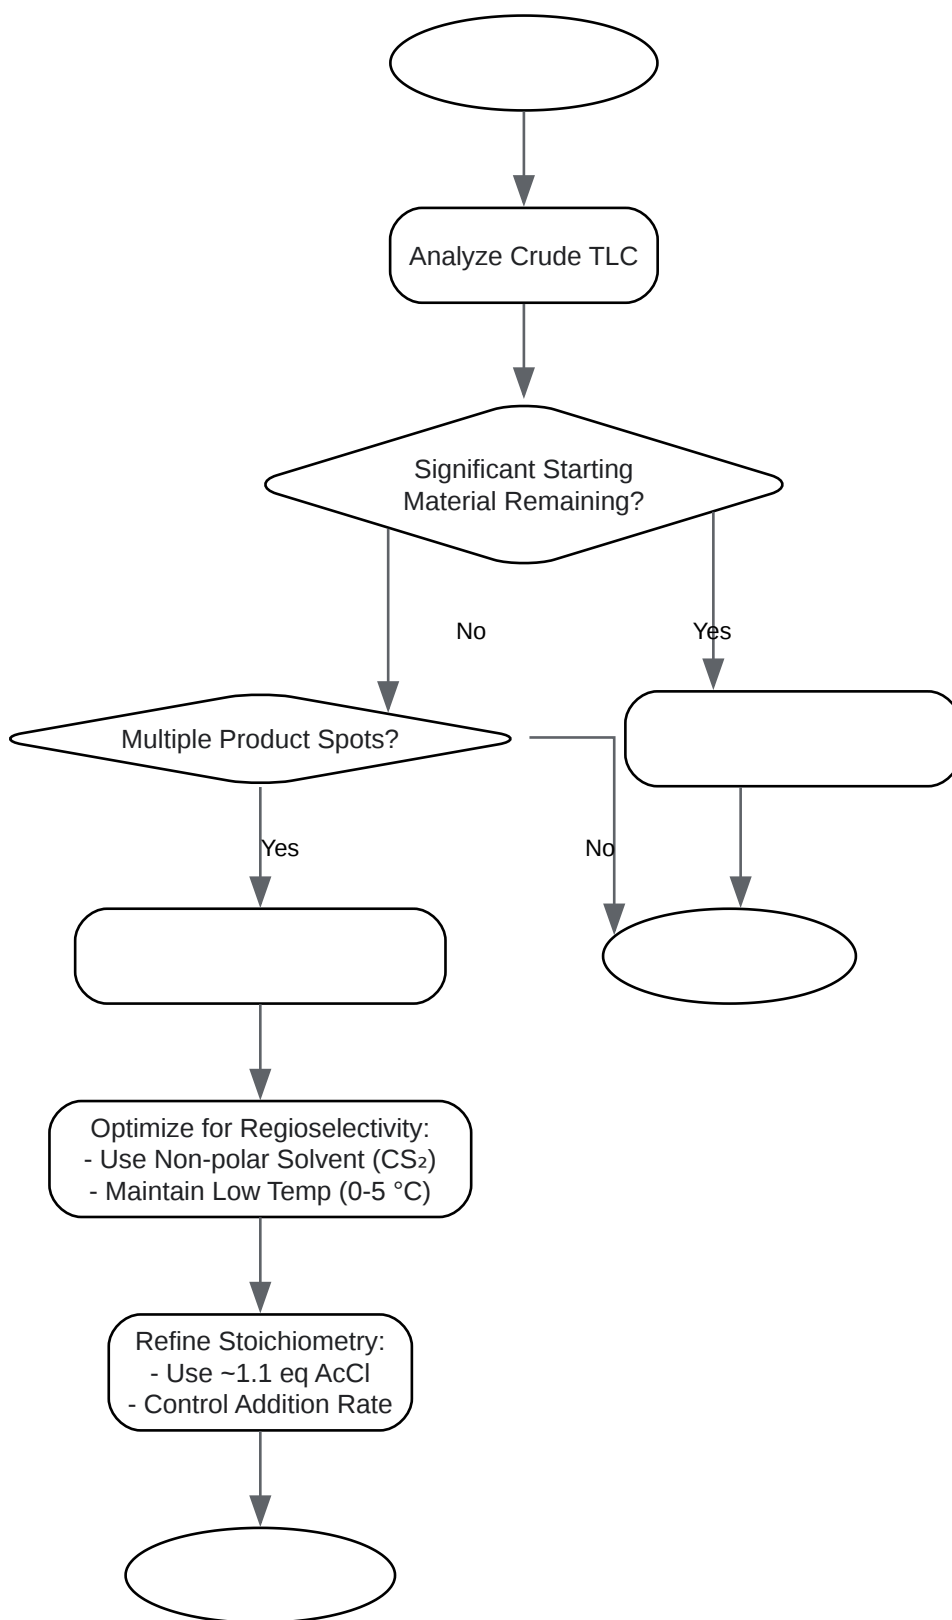 Analyze Crude TLC
Significant Starting
Material Remaining?
No
Yes
Multiple Product Spots?
Yes
No
Optimize for Regioselectivity:
- Use Non-polar Solvent (CS₂)
- Maintain Low Temp (0-5 °C)
Refine Stoichiometry:
- Use ~1.1 eq AcCl
- Control Addition Rate